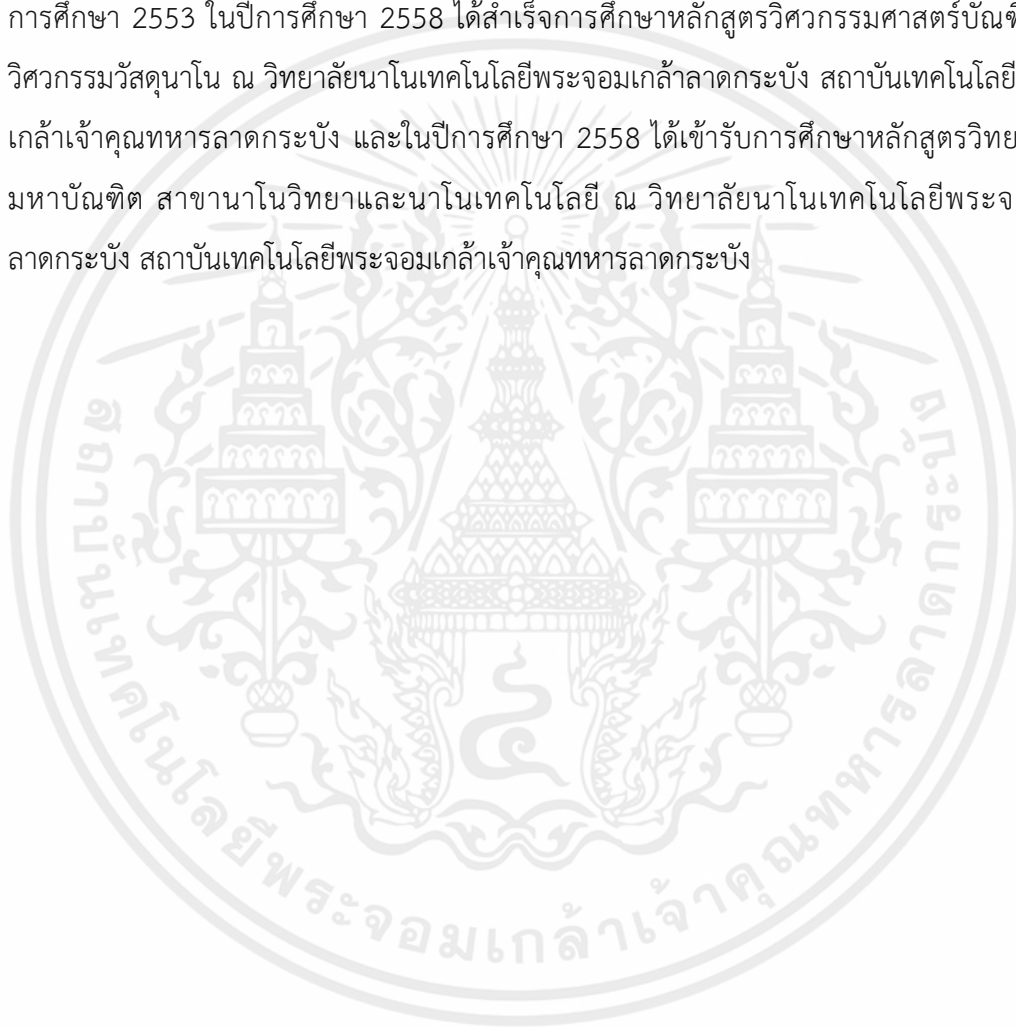 การศึกษา 2553 ในปีการศึกษา 2558 ได้สำเร็จการศึกษาหลักสูตรวิศวกรรมศาสตร์บัณฑิ
วิศวกรรมวัสดุนาโน ณ วิทยาลัยนาโนเทคโนโลยีพระจอมเกล้าลาดกระบัง สถาบันเทคโนโลยี
เกล้าเจ้าคุณทหารลาดกระบัง และในปีการศึกษา 2558 ได้เข้ารับการศึกษาหลักสูตรวิทย
มหาบัณฑิต สาขานาโนวิทยาและนาโนเทคโนโลยี ณ วิทยาลัยนาโนเทคโนโลยีพระจ
ลาดกระบัง สถาบันเทคโนโลยีพระจอมเกล้าเจ้าคุณทหารลาดกระบัง
สถาบันเทคโนโลยีพระจอมเกล้าเจ้าคุณทหารลาดกระบัง
๔